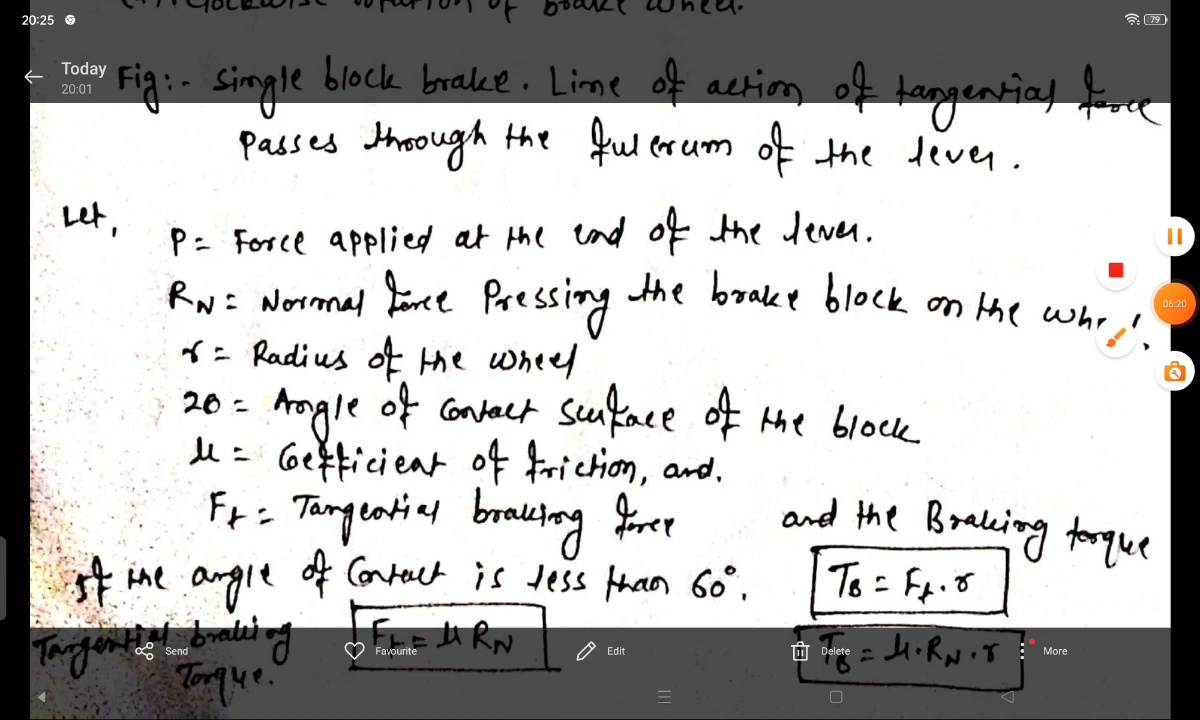 (a) Clockwise rotation of brake wheel.
20:25
79
Today
20:01
Fig:- Single block brake. Line of action of tangential force
Passes through the fulcrum of the lever.
Let,
P = Force applied at the end of the lever.
RN = Normal force Pressing the brake block on the
r = Radius of the wheel
2θ = Angle of Contact surface of the block
μ = Coefficient of friction, and.
Ft = Tangential braking force
and the Braking torque
If the angle of Contact is less than 60°.
TB = Ft . r
Tangential braking
Torque.
Ft = μ RN
TB = μ . RN . r
06:20
Send
Favourite
Edit
Delete
More